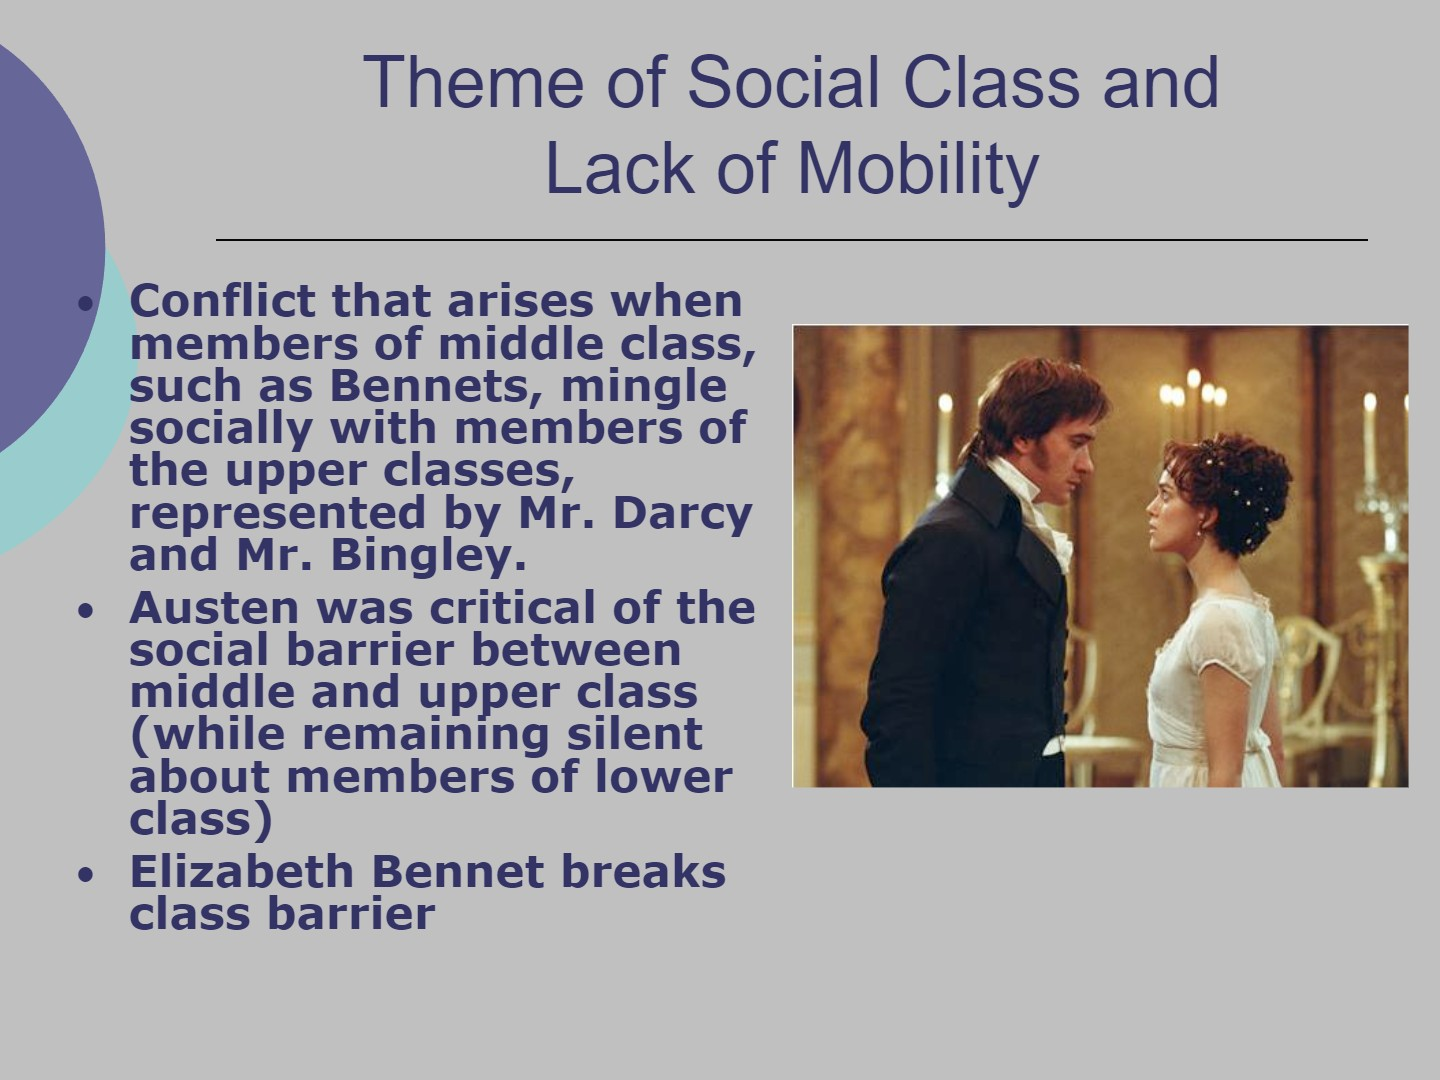 Theme of Social Class and
Lack of Mobility
• Conflict that arises when
members of middle class,
such as Bennets, mingle
socially with members of
the upper classes,
represented by Mr. Darcy
and Mr. Bingley.
• Austen was critical of the
social barrier between
middle and upper class
(while remaining silent
about members of lower
class)
• Elizabeth Bennet breaks
class barrier